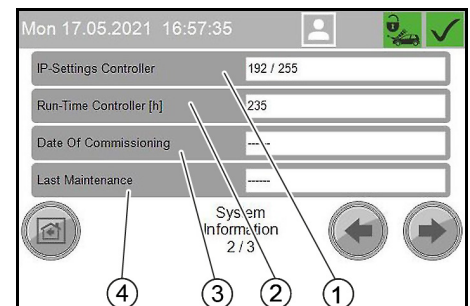 Mon 17.05.2021 16:57:35
IP-Settings Controller 192 / 255
Run-Time Controller [h] 235
Date Of Commissioning ------
Last Maintenance ------
System
Information
2 / 3
4 3 2 1